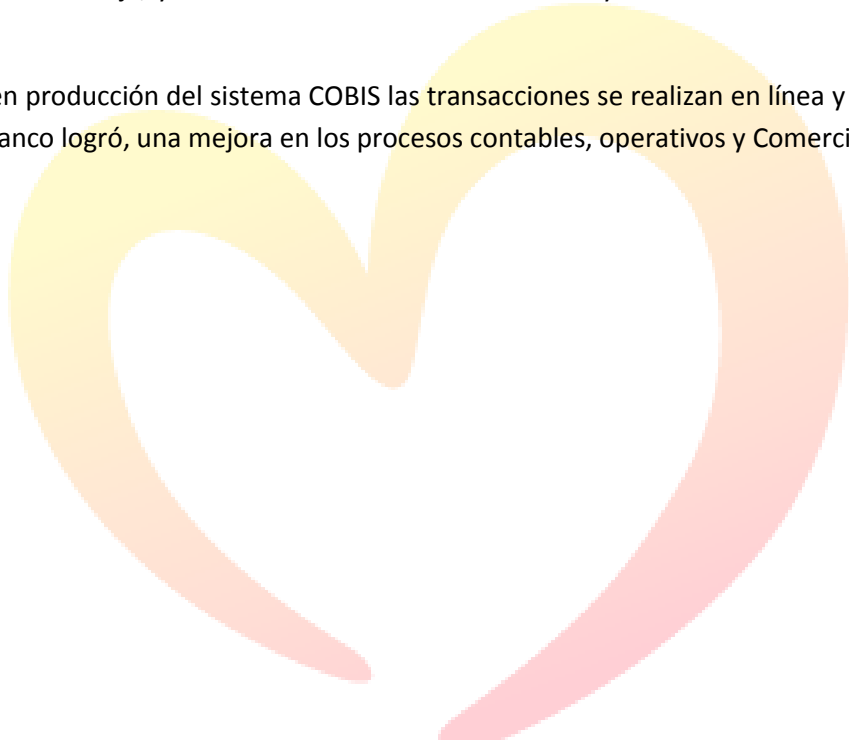 en producción del sistema COBIS las transacciones se realizan en línea y
anco logró, una mejora en los procesos contables, operativos y Comerci